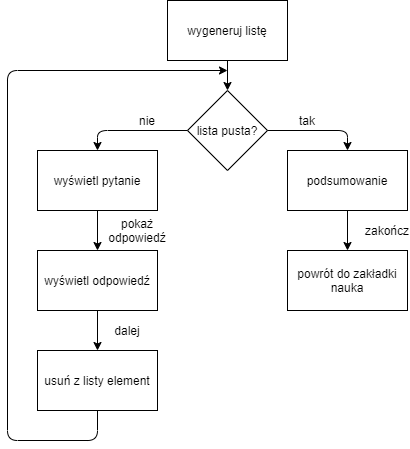 wygeneruj listę
lista pusta?
nie
tak
wyświetl pytanie
podsumowanie
pokaż
odpowiedź
zakończ
wyświetl odpowiedź
powrót do zakładki
nauka
dalej
usuń z listy element